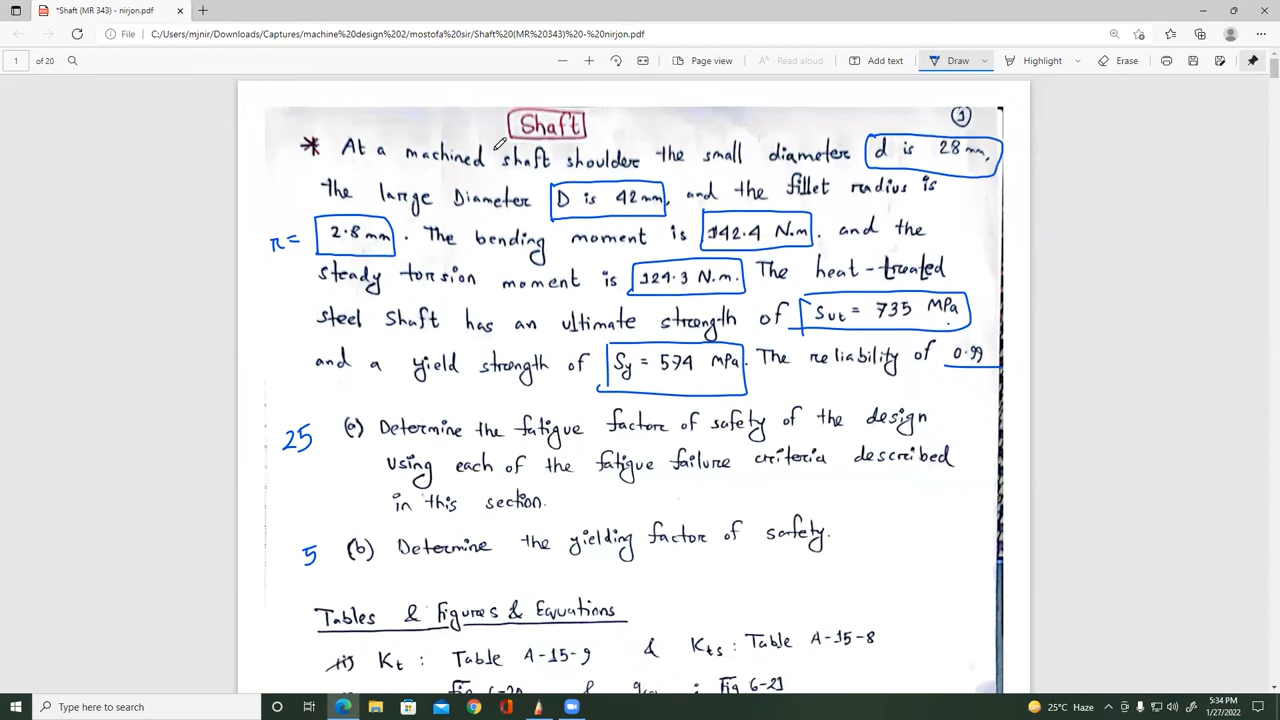 *Shaft (MR 343) - nirjon.pdf
File C:/Users/mjnir/Downloads/Captures/machine%20design%202/mostofa%20sir/Shaft%20(MR%20343)%20-%20nirjon.pdf
1 of 20 Page view Read aloud Add text Draw Highlight Erase
Shaft
1
* At a machined shaft shoulder the small diameter d is 28 mm,
the large Diameter D is 42 mm, and the fillet radius is
r = 2.8 mm. The bending moment is 142.4 N.m. and the
steady torsion moment is 124.3 N.m. The heat-treated
steel shaft has an ultimate strength of Sut = 735 MPa
and a yield strength of Sy = 574 MPa. The reliability of 0.99
25 (a) Determine the fatigue factor of safety of the design
using each of the fatigue failure criteria described
in this section.
5 (b) Determine the yielding factor of safety.
Tables & Figures & Equations
(i) Kt : Table A-15-9 & Kts : Table A-15-8
Fig 6-20 & : Fig 6-21
Type here to search 25°C Haze 5:34 PM
1/27/2022